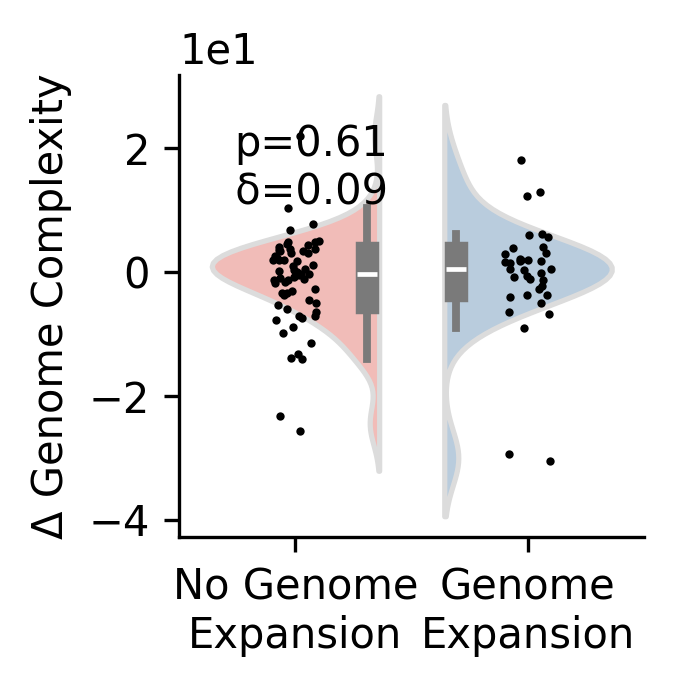 1e1
Δ Genome Complexity
2
0
−2
−4
p=0.61
δ=0.09
No Genome
Expansion
Genome
Expansion